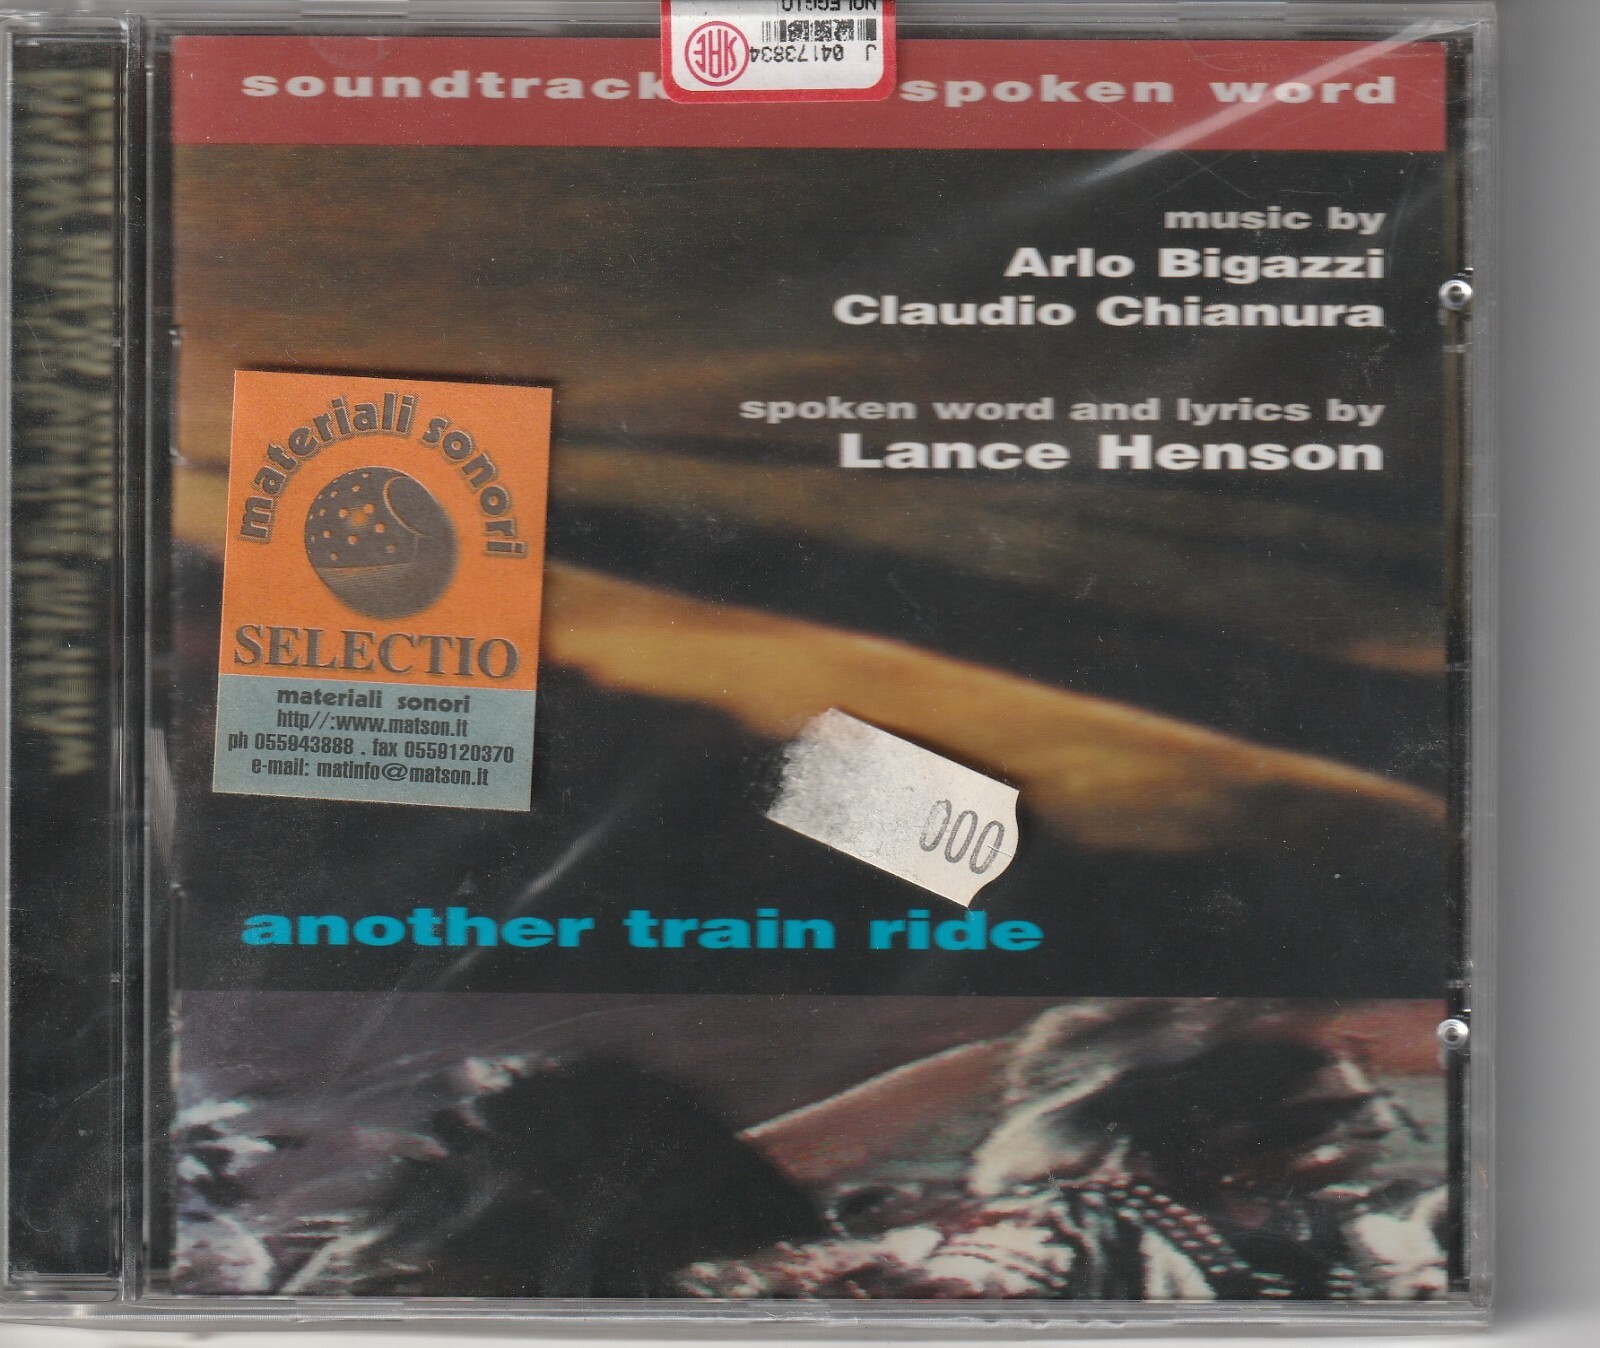 NOLEGGIO
J 04173834
SIAE
soundtrack spoken word
music by
Arlo Bigazzi
Claudio Chianura
spoken word and lyrics by
Lance Henson
materiali sonori
SELECTIO
materiali sonori
http//:www.matson.it
ph 055943888 . fax 0559120370
e-mail: matinfo@matson.it
000
another train ride